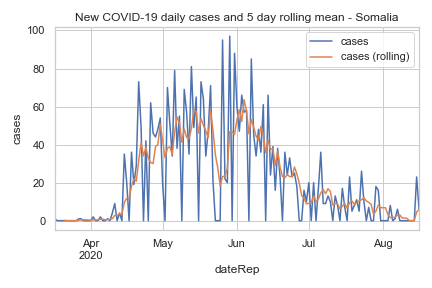 New COVID-19 daily cases and 5 day rolling mean - Somalia
cases
cases (rolling)
100
80
60
40
20
0
cases
Apr
2020
May
Jun
Jul
Aug
dateRep